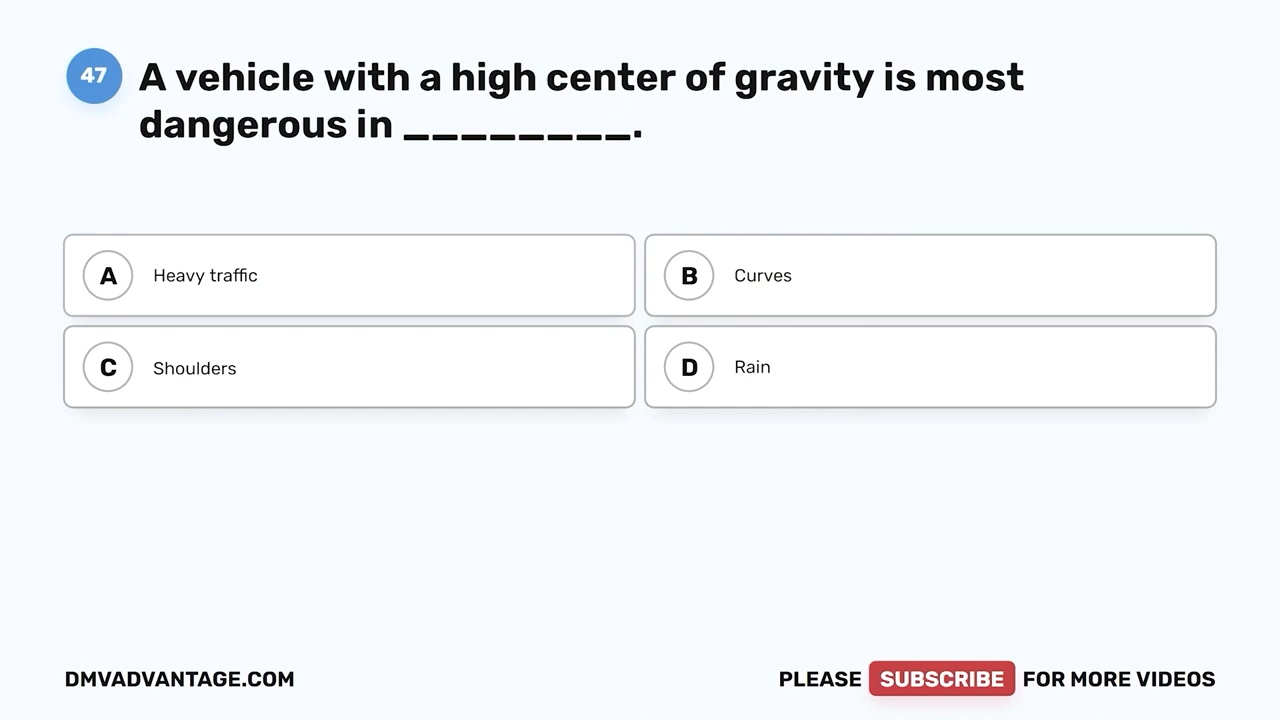 47
A vehicle with a high center of gravity is most
dangerous in ________.
A Heavy traffic
B Curves
C Shoulders
D Rain
DMVADVANTAGE.COM
PLEASE SUBSCRIBE FOR MORE VIDEOS